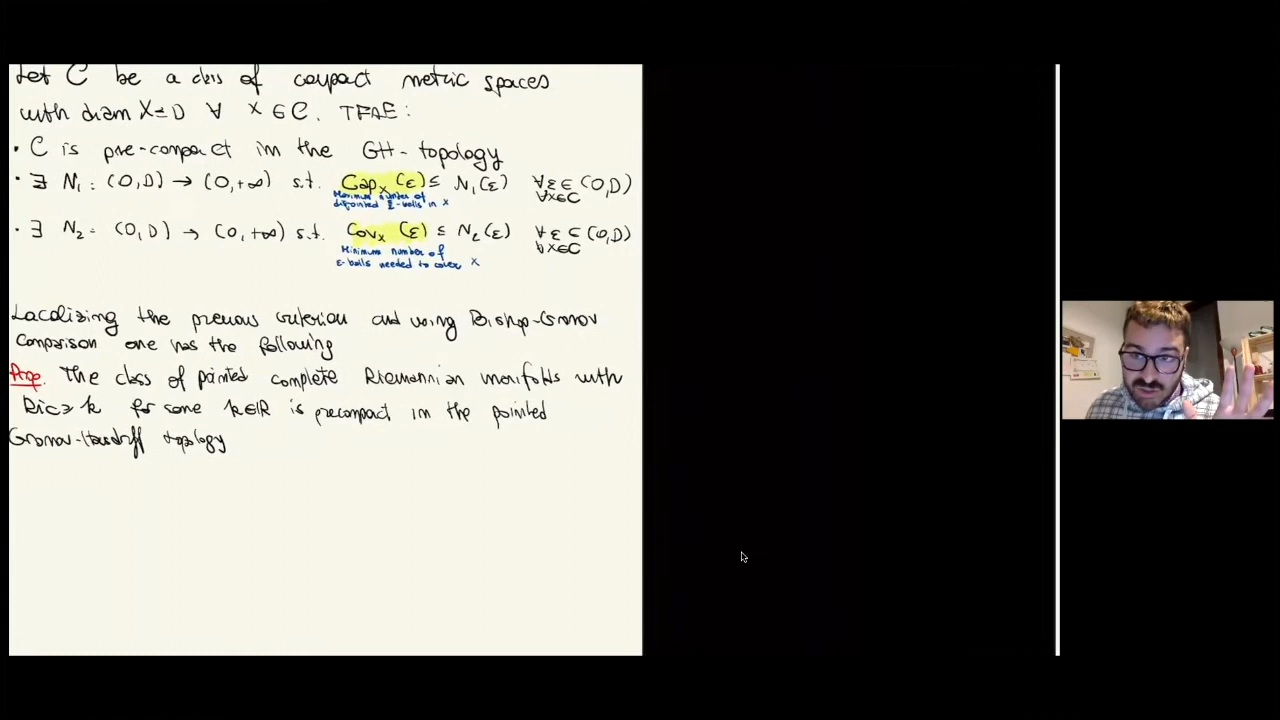 Let C be a class of compact metric spaces
with diam X ≤ D ∀ X ∈ C. TFAE:
• C is pre-compact in the GH-topology
• ∃ N₁ : (0,D) → (0,+∞) s.t. Cap_X (ε) ≤ N₁(ε) ∀ε ∈ (0,D)
∀X∈C
Maximum number of
disjointed ε/2-balls in X
• ∃ N₂ : (0,D) → (0,+∞) s.t. Cov_X (ε) ≤ N₂(ε) ∀ε ∈ (0,D)
∀X∈C
Minimum number of
ε-balls needed to cover X
Localizing the previous criterion and using Bishop-Gromov
Comparison one has the following
Prop. The class of pointed complete Riemannian manifolds with
Ric ≥ k for some k∈ℝ is precompact in the pointed
Gromov-Hausdorff topology